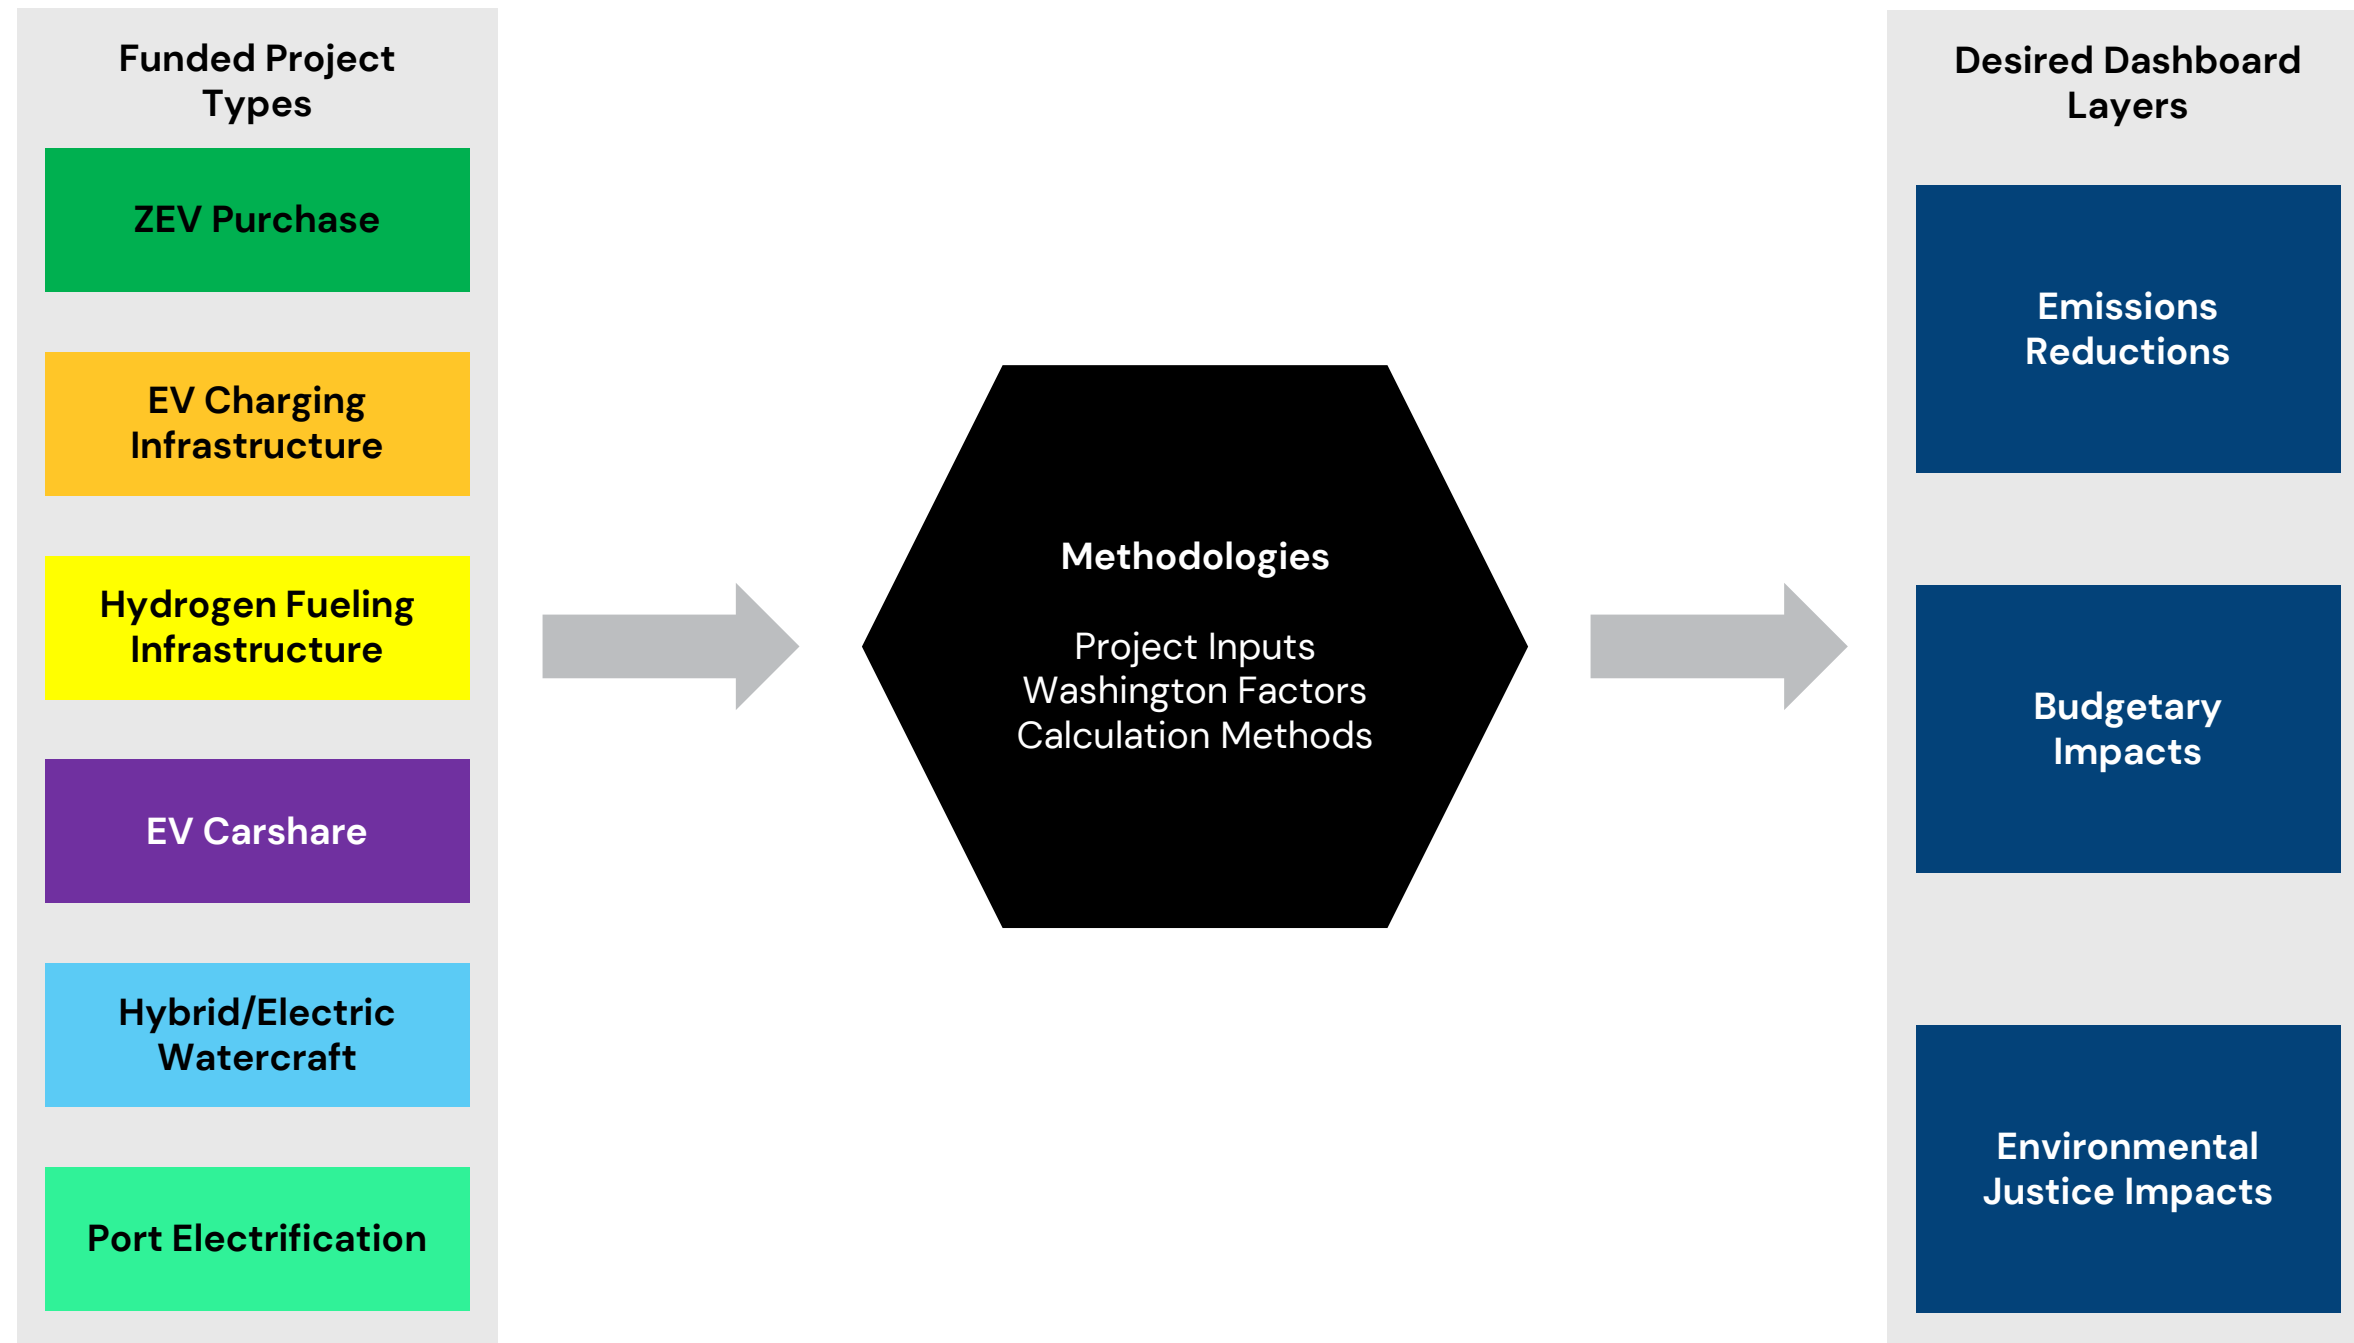 Funded Project
Types
ZEV Purchase
EV Charging
Infrastructure
Hydrogen Fueling
Infrastructure
EV Carshare
Hybrid/Electric
Watercraft
Port Electrification
Methodologies
Project Inputs
Washington Factors
Calculation Methods
Desired Dashboard
Layers
Emissions
Reductions
Budgetary
Impacts
Environmental
Justice Impacts